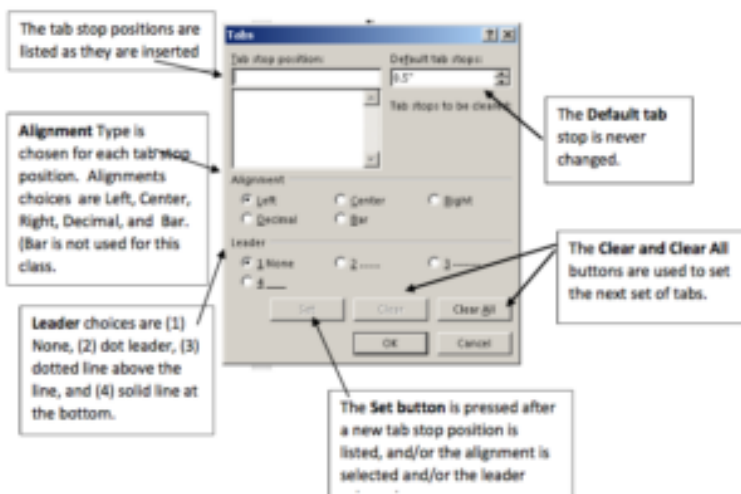 The tab stop positions are
listed as they are inserted
Tabs
Tab stop position:
Default tab stops:
0.5"
Tab stops to be cleared:
The Default tab
stop is never
changed.
Alignment Type is
chosen for each tab stop
position. Alignments
choices are Left, Center,
Right, Decimal, and Bar.
(Bar is not used for this
class.
Alignment
Left
Center
Right
Decimal
Bar
Leader
1 None
2 .....
3 -----
4 ___
The Clear and Clear All
buttons are used to set
the next set of tabs.
Set
Clear
Clear All
OK
Cancel
Leader choices are (1)
None, (2) dot leader, (3)
dotted line above the
line, and (4) solid line at
the bottom.
The Set button is pressed after
a new tab stop position is
listed, and/or the alignment is
selected and/or the leader